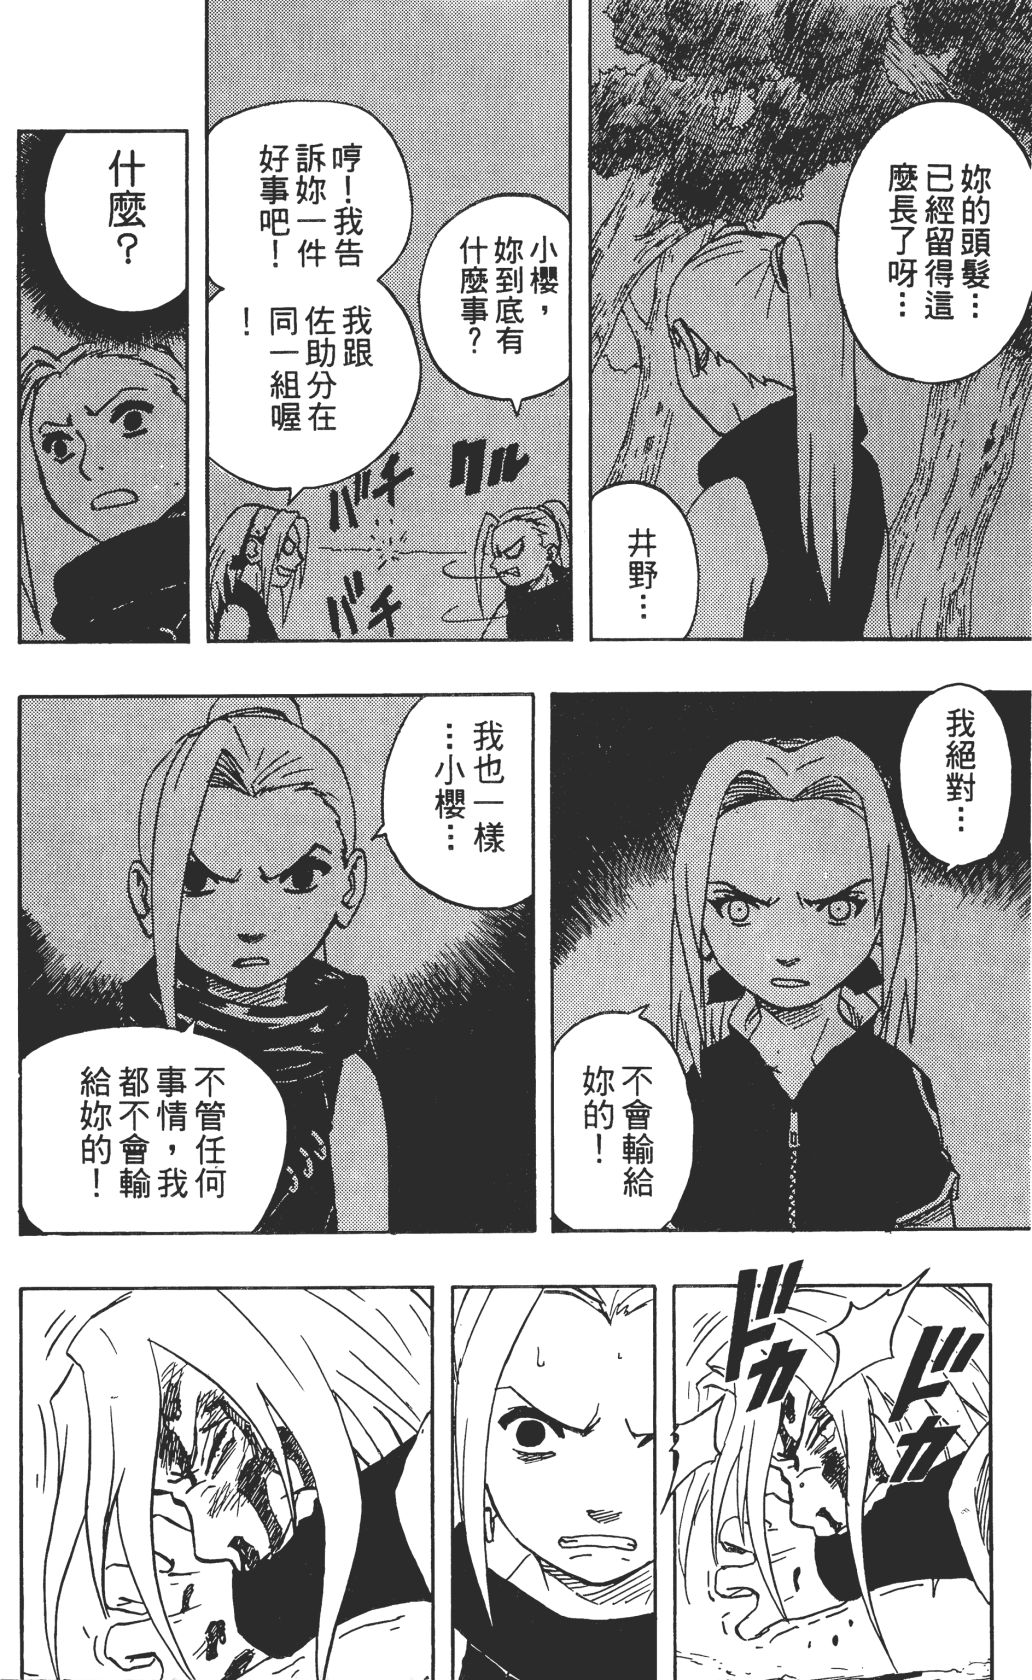 妳的頭髮…
已經留得這
麼長了呀…
井野…
小櫻，
妳到底有
什麼事？
クル
バチ
バチ
哼！我告
訴妳一件
好事吧！
我跟
佐助分在
同一組喔
！
什麼？
我絕對…
不會輸給
妳的！
我也一樣
…小櫻…
不管任何
事情，我
都不會輸
給妳的！
ドカ
ドカ